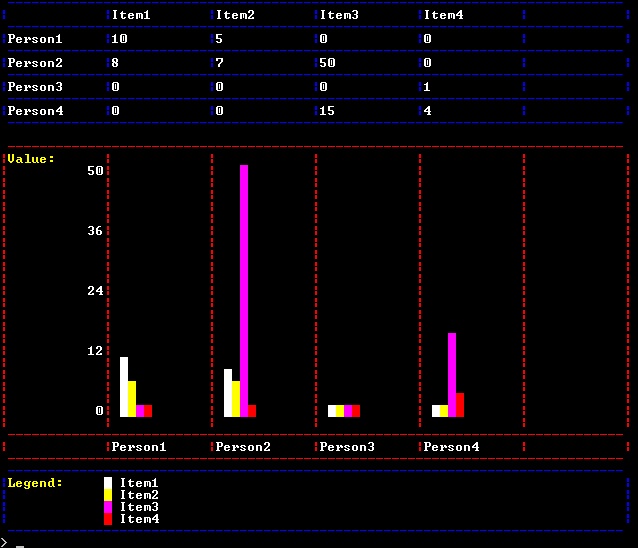 Item1 Item2 Item3 Item4
Person1 10 5 0 0
Person2 8 7 50 0
Person3 0 0 0 1
Person4 0 0 15 4
Value:
50
36
24
12
0
Person1 Person2 Person3 Person4
Legend: Item1
Item2
Item3
Item4
> _